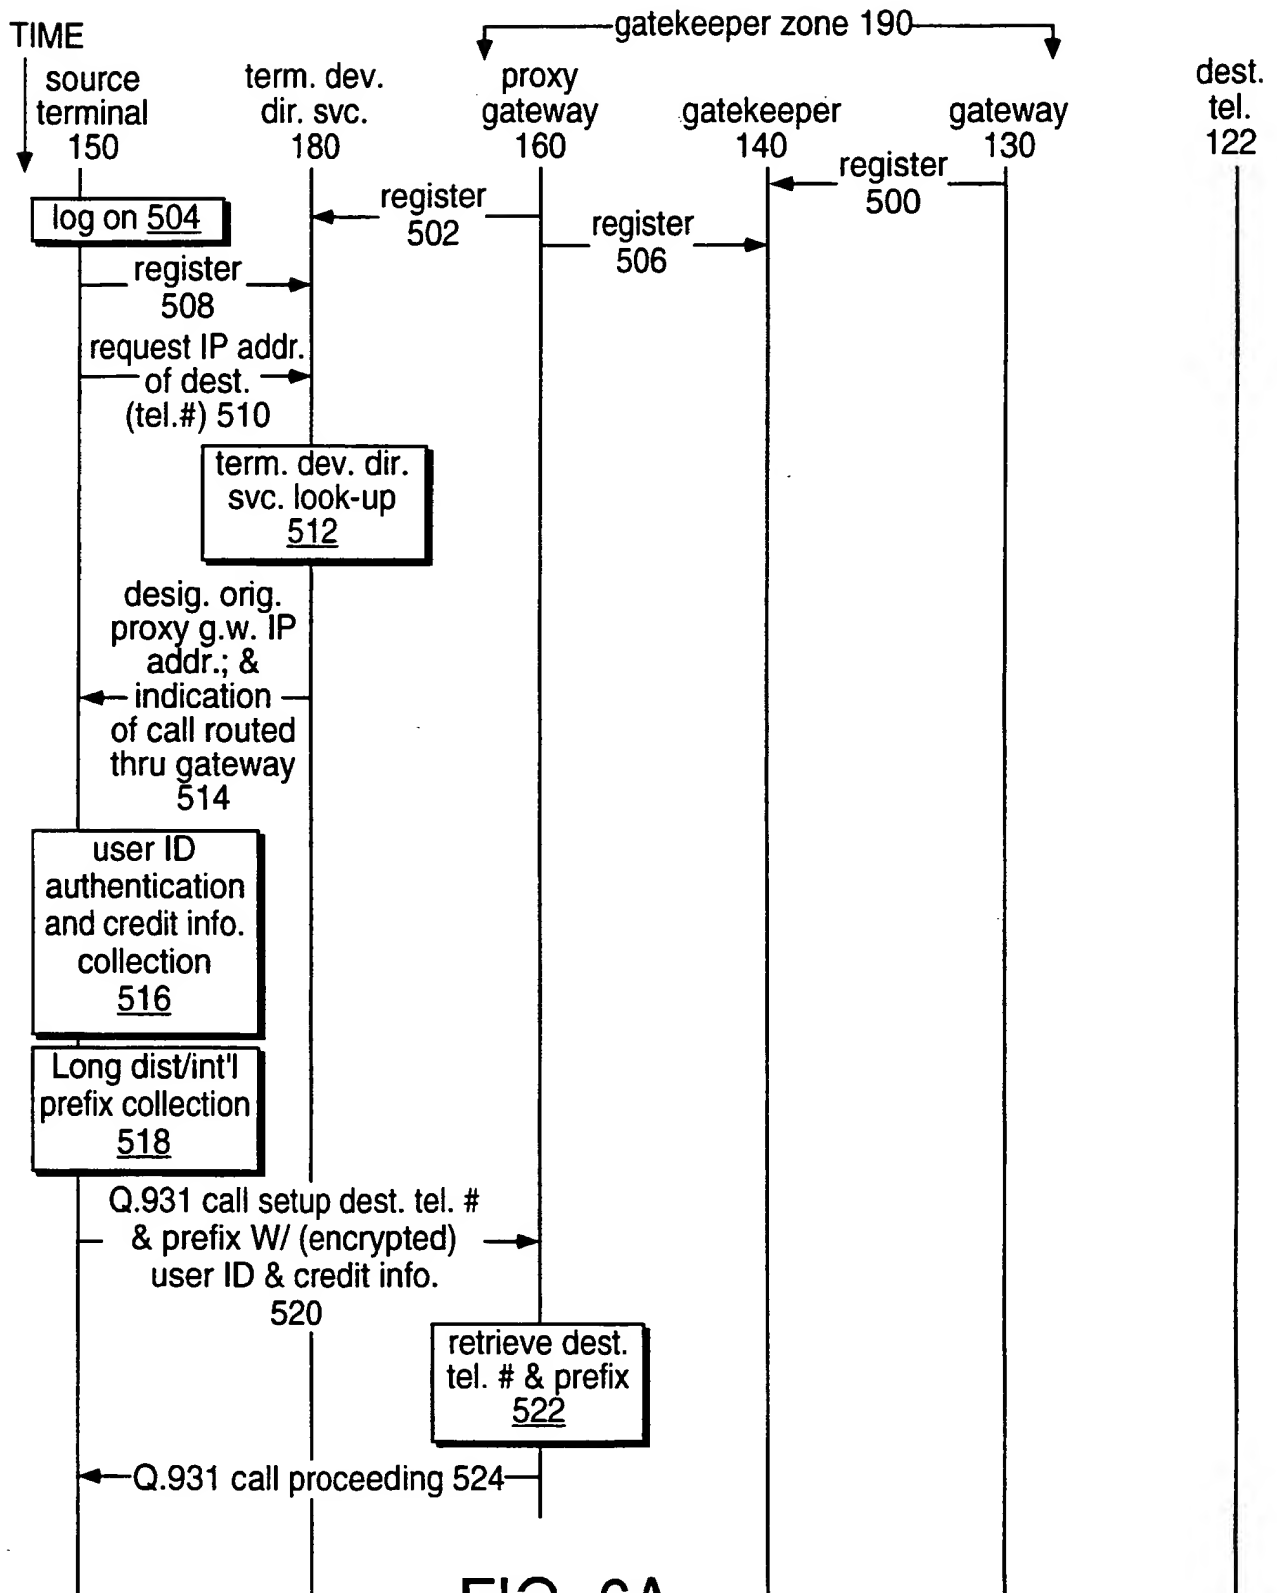 gatekeeper zone 190
TIME
source
terminal
150
term. dev.
dir. svc.
180
proxy
gateway
160
gatekeeper
140
gateway
130
dest.
tel.
122
register
500
log on 504
register
502
register
506
register
508
request IP addr.
of dest.
(tel.#) 510
term. dev. dir.
svc. look-up
512
desig. orig.
proxy g.w. IP
addr.; &
indication
of call routed
thru gateway
514
user ID
authentication
and credit info.
collection
516
Long dist/int'l
prefix collection
518
Q.931 call setup dest. tel. #
& prefix W/ (encrypted)
user ID & credit info.
520
retrieve dest.
tel. # & prefix
522
Q.931 call proceeding 524
FIG. 6A